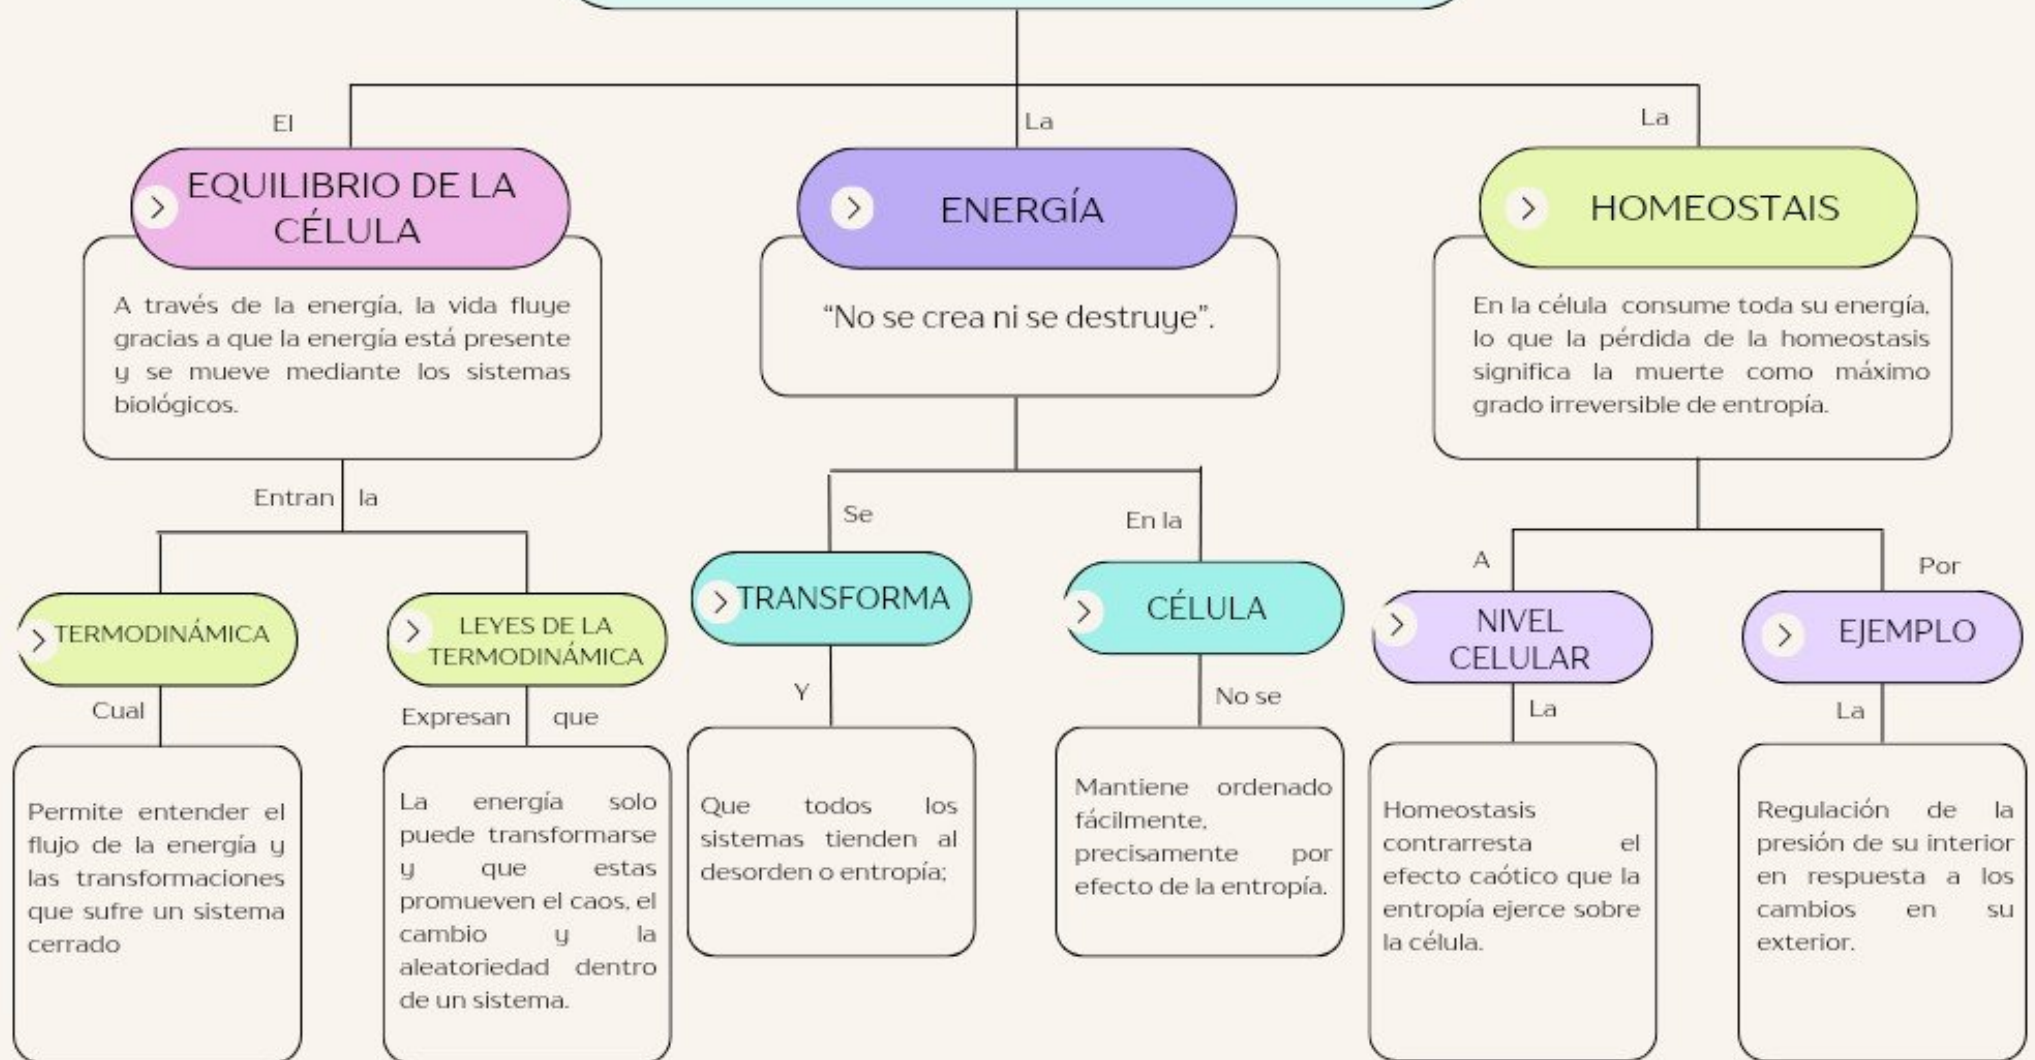 El
EQUILIBRIO DE LA
CÉLULA
A través de la energía, la vida fluye
gracias a que la energía está presente
y se mueve mediante los sistemas
biológicos.
Entran la
TERMODINÁMICA
Cual
Permite entender el
flujo de la energía y
las transformaciones
que sufre un sistema
cerrado
LEYES DE LA
TERMODINÁMICA
Expresan que
La energía solo
puede transformarse
y que estas
promueven el caos, el
cambio y la
aleatoriedad dentro
de un sistema.
La
ENERGÍA
“No se crea ni se destruye”.
Se
TRANSFORMA
Y
Que todos los
sistemas tienden al
desorden o entropía;
En la
CÉLULA
No se
Mantiene ordenado
fácilmente,
precisamente por
efecto de la entropía.
La
HOMEOSTAIS
En la célula consume toda su energía,
lo que la pérdida de la homeostasis
significa la muerte como máximo
grado irreversible de entropía.
A
NIVEL
CELULAR
La
Homeostasis
contrarresta el
efecto caótico que la
entropía ejerce sobre
la célula.
Por
EJEMPLO
La
Regulación de la
presión de su interior
en respuesta a los
cambios en su
exterior.